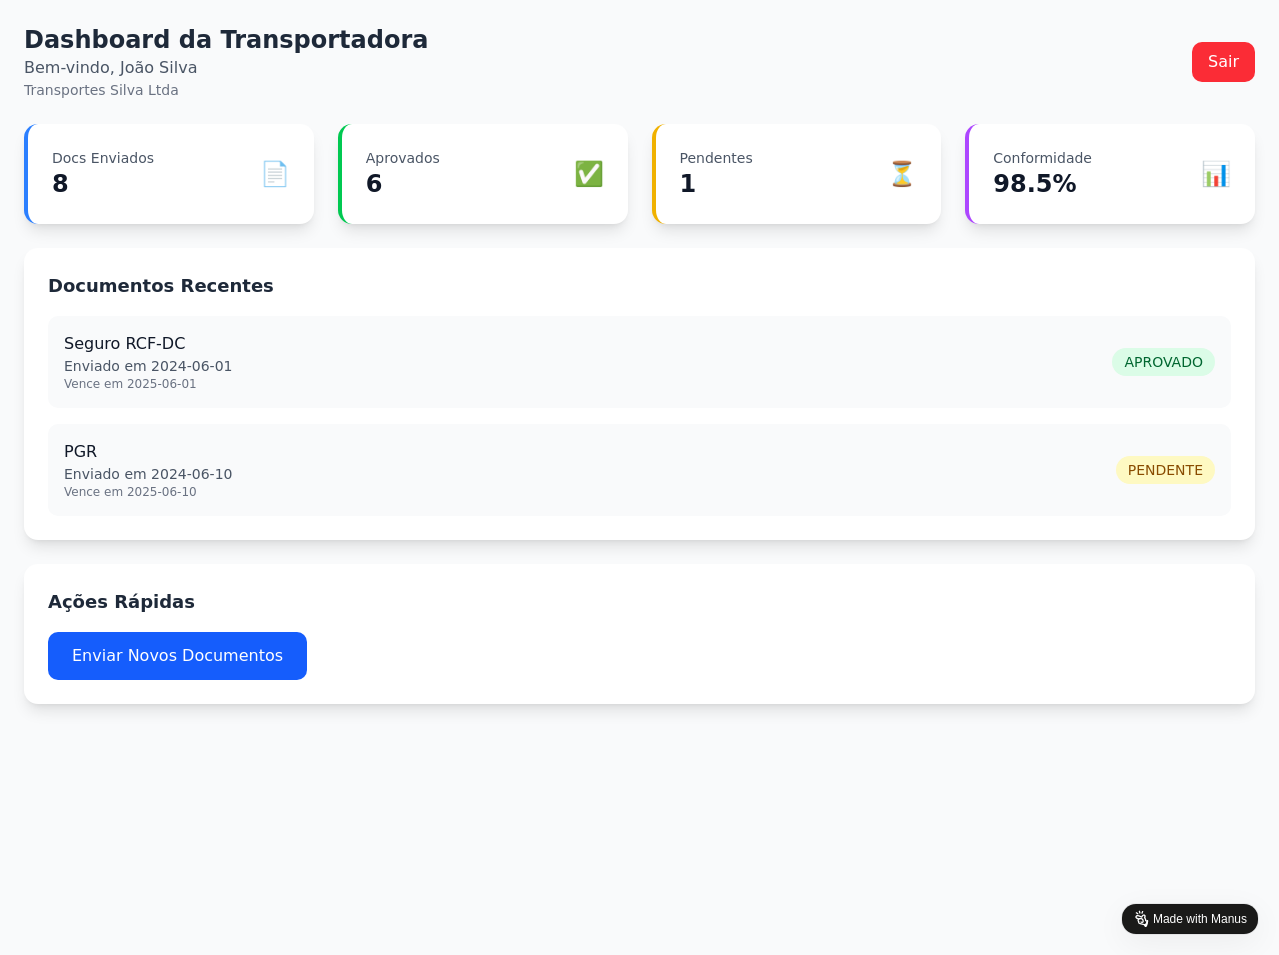 Dashboard da Transportadora
Bem-vindo, João Silva
Transportes Silva Ltda
Sair
Docs Enviados
8
Aprovados
6
Pendentes
1
Conformidade
98.5%
Documentos Recentes
Seguro RCF-DC
Enviado em 2024-06-01
Vence em 2025-06-01
APROVADO
PGR
Enviado em 2024-06-10
Vence em 2025-06-10
PENDENTE
Ações Rápidas
Enviar Novos Documentos
Made with Manus